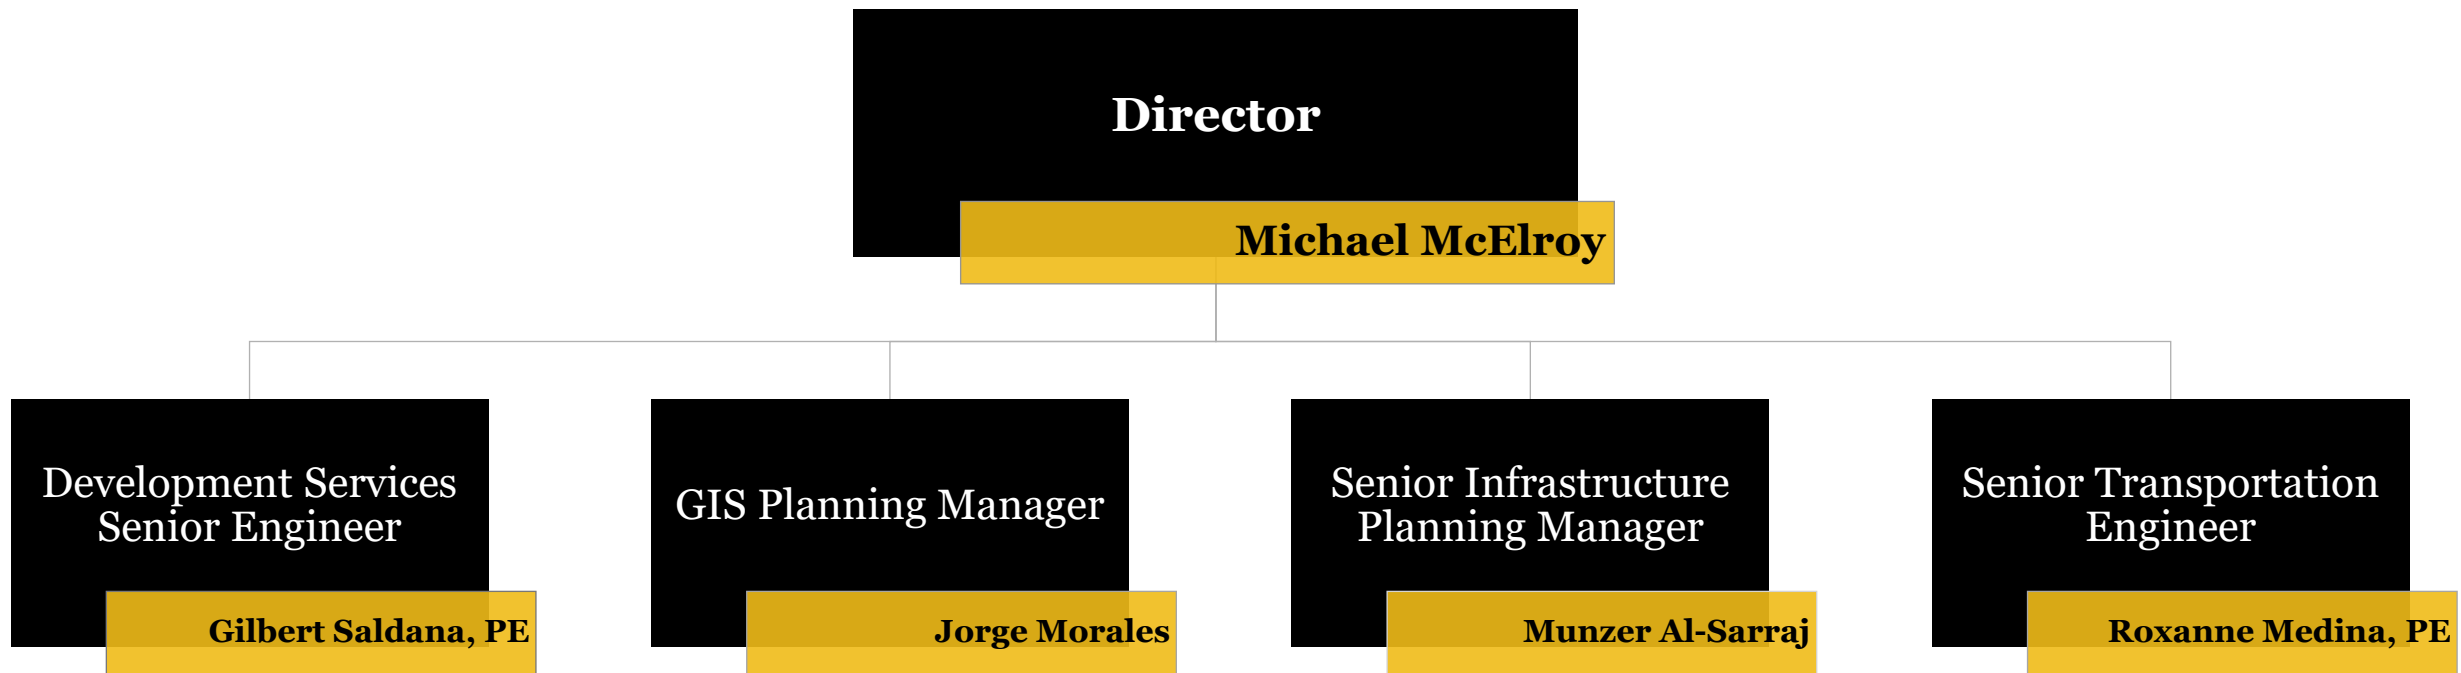 Director
Michael McElroy
Development Services
Senior Engineer
Gilbert Saldana, PE
GIS Planning Manager
Jorge Morales
Senior Infrastructure
Planning Manager
Munzer Al-Sarraj
Senior Transportation
Engineer
Roxanne Medina, PE